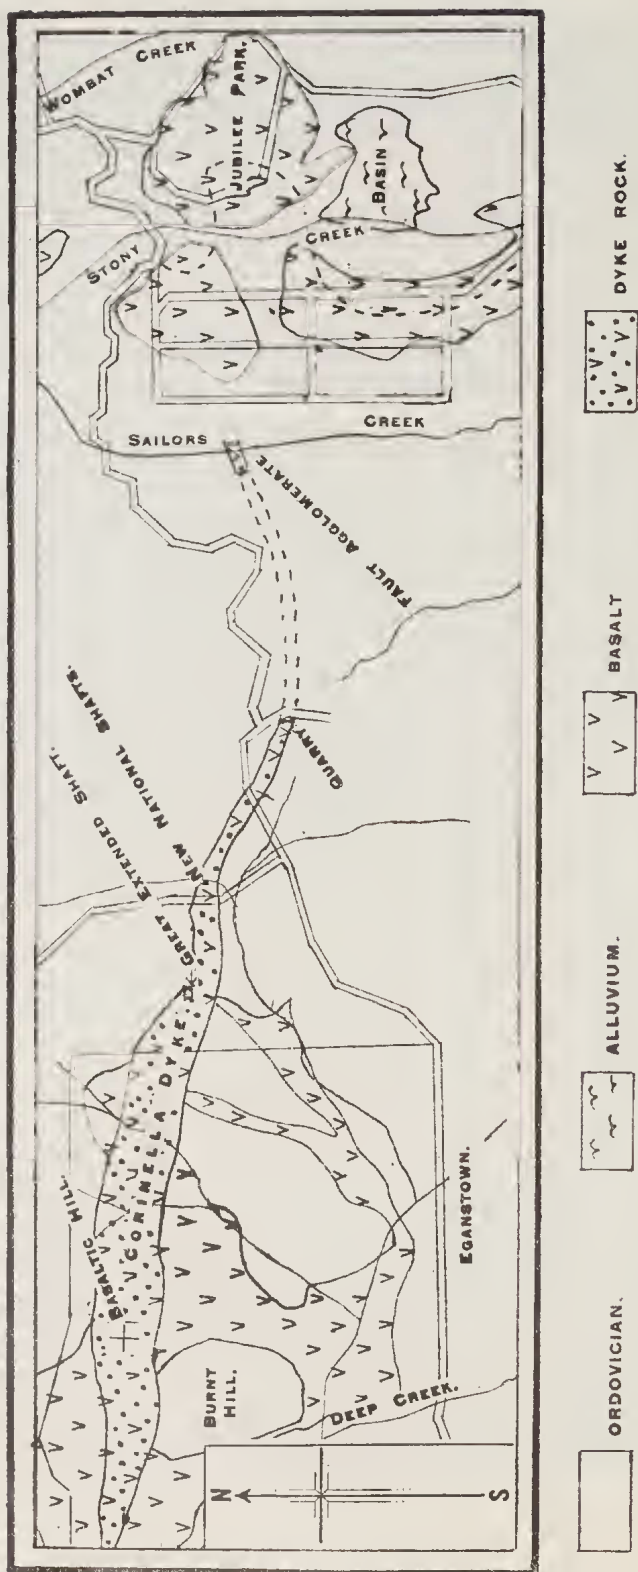 WOMBAT CREEK
JUBILEE PARK.
BASIN
STONY
CREEK
SAILORS
CREEK
FAULT AGGLOMERATE
QUARRY
NEW NATIONAL SHAFTS.
GREAT EXTENDED SHAFT.
CORINELLA DYKE
BASALTIC HILL.
BURNT
HILL.
DEEP CREEK.
EGANSTOWN.
N
S
ORDOVICIAN.
ALLUVIUM.
BASALT
DYKE ROCK.